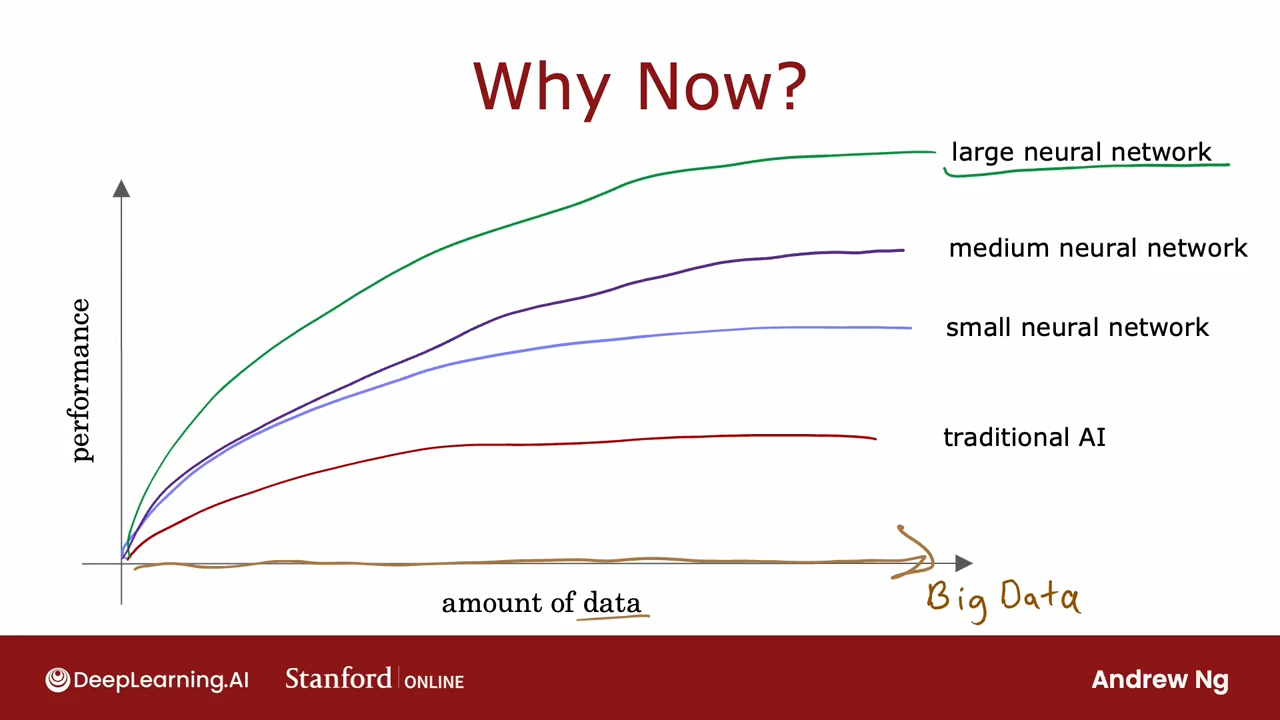 Why Now?
large neural network
medium neural network
small neural network
traditional AI
performance
amount of data
Big Data
DeepLearning.AI
Stanford ONLINE
Andrew Ng